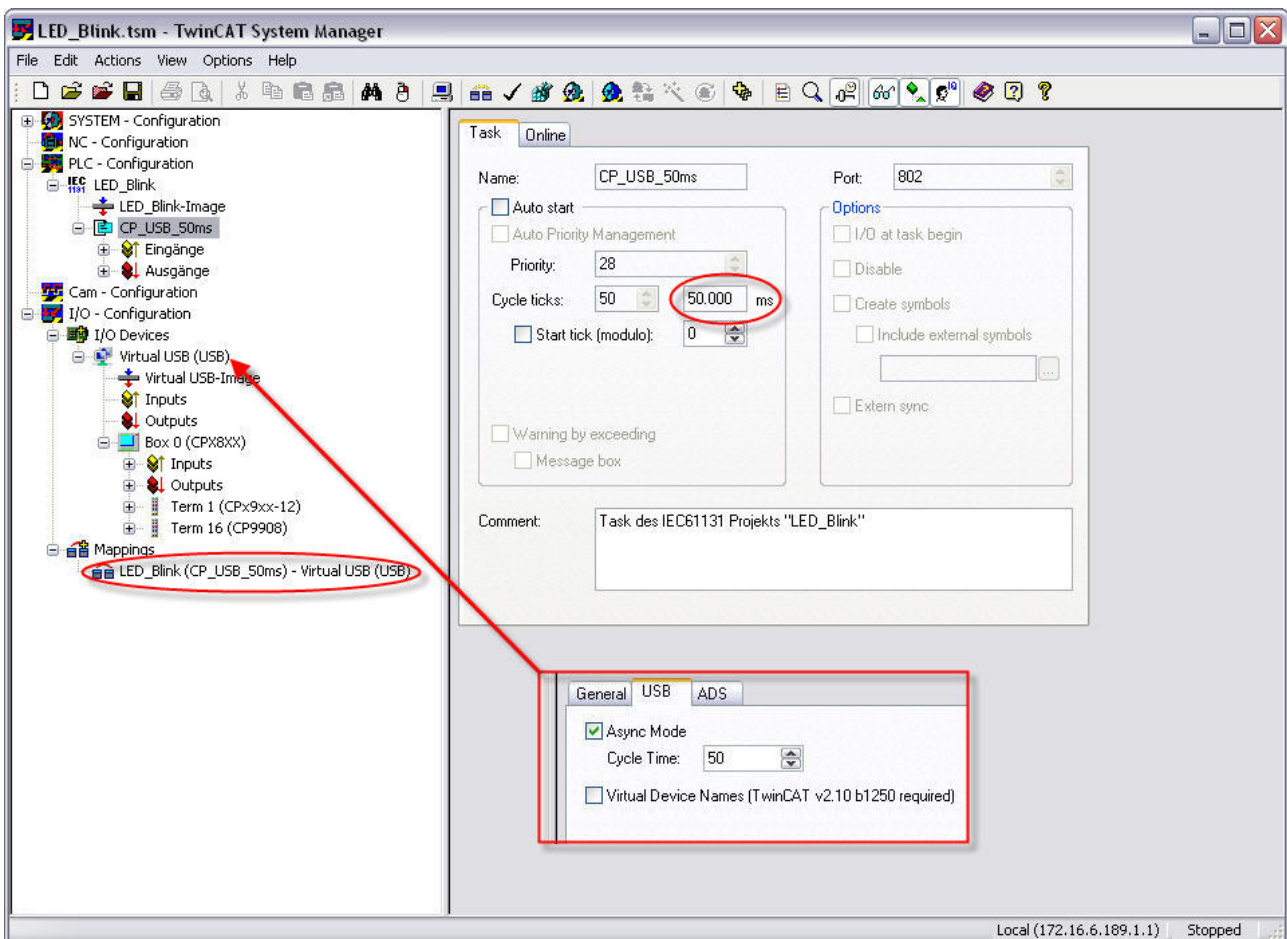 LED_Blink.tsm - TwinCAT System Manager
File Edit Actions View Options Help
SYSTEM - Configuration
NC - Configuration
PLC - Configuration
IEC 1131 LED_Blink
LED_Blink-Image
CP_USB_50ms
Eingänge
Ausgänge
Cam - Configuration
I/O - Configuration
I/O Devices
Virtual USB (USB)
Virtual USB-Image
Inputs
Outputs
Box 0 (CPX8XX)
Inputs
Outputs
Term 1 (CPx9xx-12)
Term 16 (CP9908)
Mappings
LED_Blink (CP_USB_50ms) - Virtual USB (USB)
Task Online
Name: CP_USB_50ms Port: 802
Auto start
Auto Priority Management
Priority: 28
Cycle ticks: 50 50.000 ms
Start tick (modulo): 0
Warning by exceeding
Message box
Options
I/O at task begin
Disable
Create symbols
Include external symbols
...
Extern sync
Comment: Task des IEC61131 Projekts "LED_Blink"
General USB ADS
Async Mode
Cycle Time: 50
Virtual Device Names (TwinCAT v2.10 b1250 required)
Local (172.16.6.189.1.1) Stopped